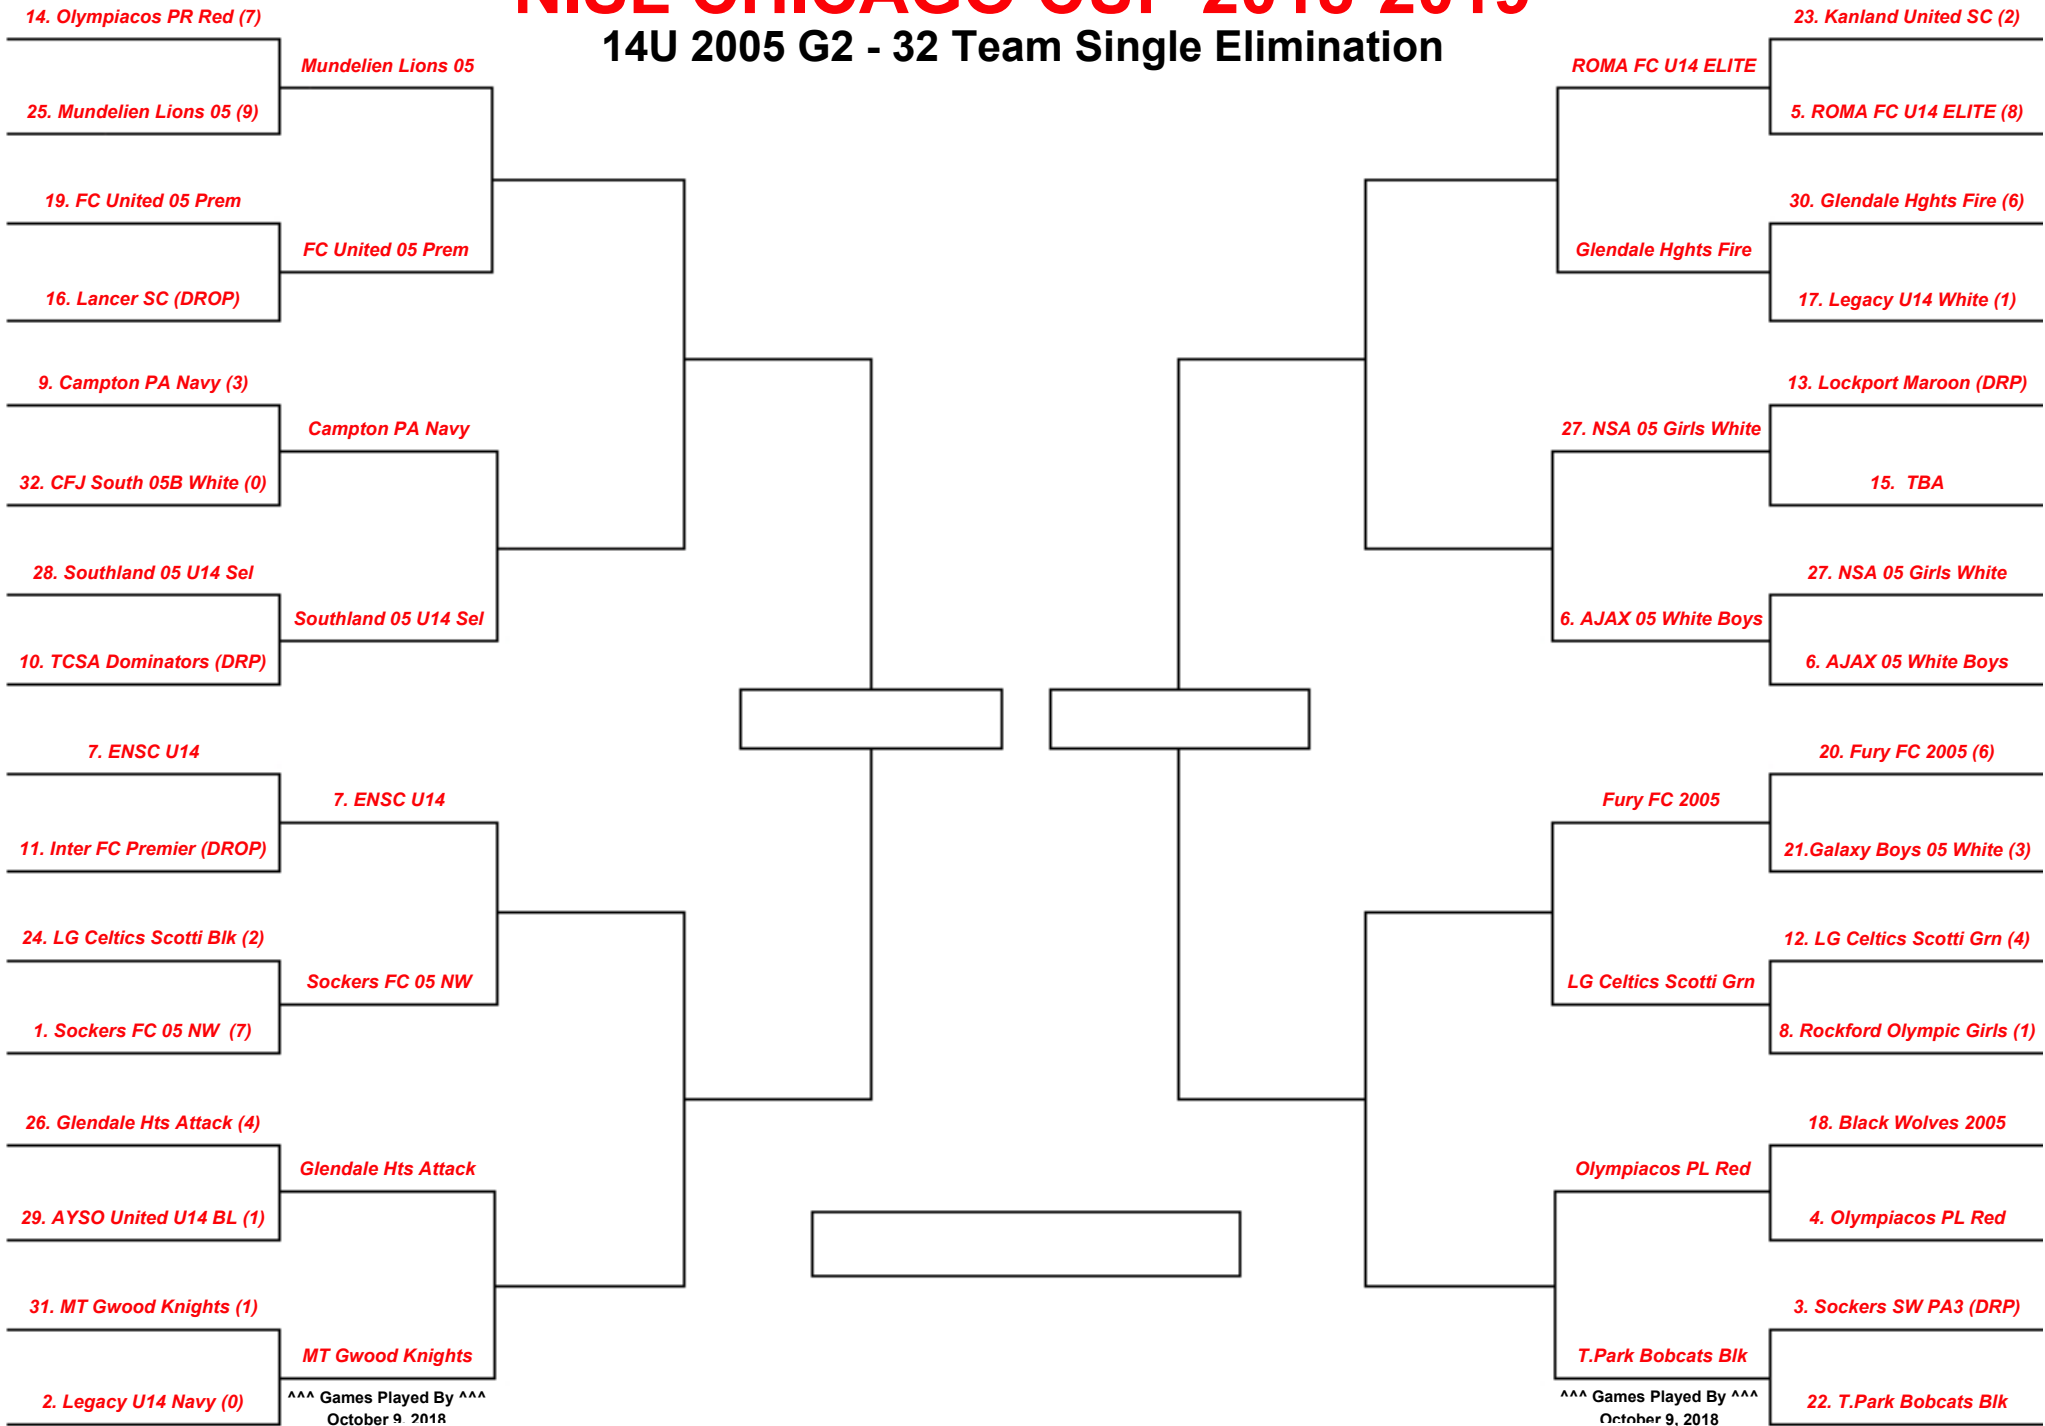 NISL CHICAGO CUP 2018-2019
14U 2005 G2 - 32 Team Single Elimination
14. Olympiacos PR Red (7)
Mundelien Lions 05
25. Mundelien Lions 05 (9)
19. FC United 05 Prem
FC United 05 Prem
16. Lancer SC (DROP)
9. Campton PA Navy (3)
Campton PA Navy
32. CFJ South 05B White (0)
28. Southland 05 U14 Sel
Southland 05 U14 Sel
10. TCSA Dominators (DRP)
7. ENSC U14
7. ENSC U14
11. Inter FC Premier (DROP)
24. LG Celtics Scotti Blk (2)
Sockers FC 05 NW
1. Sockers FC 05 NW (7)
26. Glendale Hts Attack (4)
Glendale Hts Attack
29. AYSO United U14 BL (1)
31. MT Gwood Knights (1)
MT Gwood Knights
2. Legacy U14 Navy (0)
^^^ Games Played By ^^^
October 9, 2018
23. Kanland United SC (2)
ROMA FC U14 ELITE
5. ROMA FC U14 ELITE (8)
30. Glendale Hghts Fire (6)
Glendale Hghts Fire
17. Legacy U14 White (1)
13. Lockport Maroon (DRP)
27. NSA 05 Girls White
15. TBA
27. NSA 05 Girls White
6. AJAX 05 White Boys
6. AJAX 05 White Boys
20. Fury FC 2005 (6)
Fury FC 2005
21.Galaxy Boys 05 White (3)
12. LG Celtics Scotti Grn (4)
LG Celtics Scotti Grn
8. Rockford Olympic Girls (1)
18. Black Wolves 2005
Olympiacos PL Red
4. Olympiacos PL Red
3. Sockers SW PA3 (DRP)
T.Park Bobcats Blk
22. T.Park Bobcats Blk
^^^ Games Played By ^^^
October 9, 2018